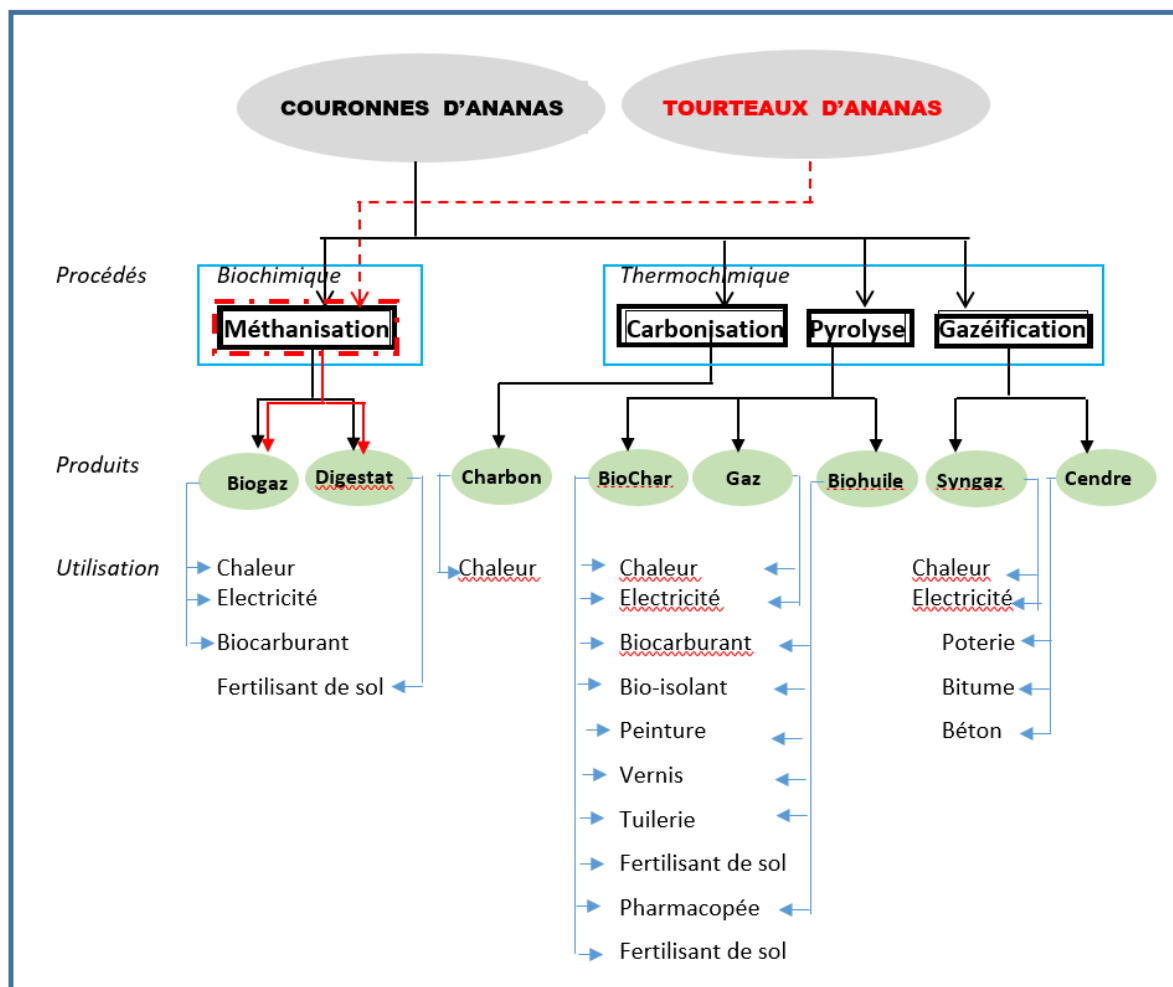 COURONNES D’ANANAS
TOURTEAUX D’ANANAS
Procédés
Biochimique
Thermochimique
Méthanisation
Carbonisation
Pyrolyse
Gazéification
Produits
Biogaz
Digestat
Charbon
BioChar
Gaz
Biohuile
Syngaz
Cendre
Utilisation
Chaleur
Electricité
Biocarburant
Fertilisant de sol
Chaleur
Chaleur
Electricité
Biocarburant
Bio-isolant
Peinture
Vernis
Tuilerie
Fertilisant de sol
Pharmacopée
Fertilisant de sol
Chaleur
Electricité
Poterie
Bitume
Béton